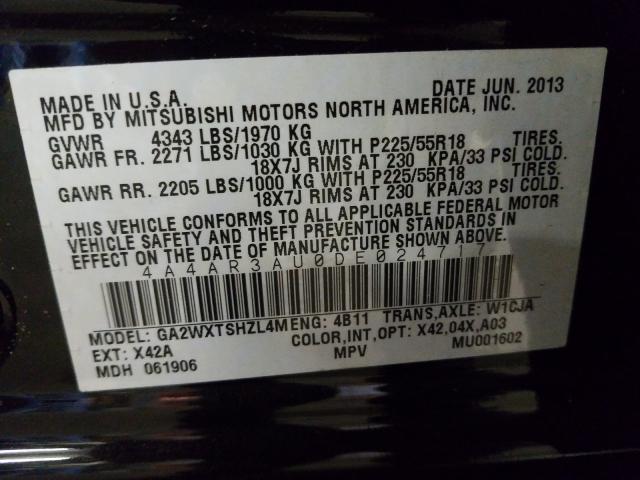 MADE IN U.S.A. DATE JUN. 2013
MFD BY MITSUBISHI MOTORS NORTH AMERICA, INC.
GVWR 4343 LBS/1970 KG
GAWR FR. 2271 LBS/1030 KG WITH P225/55R18 TIRES.
18X7J RIMS AT 230 KPA/33 PSI COLD.
GAWR RR. 2205 LBS/1000 KG WITH P225/55R18 TIRES.
18X7J RIMS AT 230 KPA/33 PSI COLD.
THIS VEHICLE CONFORMS TO ALL APPLICABLE FEDERAL MOTOR
VEHICLE SAFETY AND THEFT PREVENTION STANDARDS IN
EFFECT ON THE DATE OF MANUFACTURE SHOWN ABOVE.
4A4AR3AU0DE024717
MODEL: GA2WXTSHZL4M ENG: 4B11 TRANS,AXLE: W1CJA
EXT: X42A COLOR,INT,OPT: X42,04X,A03
MDH 061906 MPV MU001602